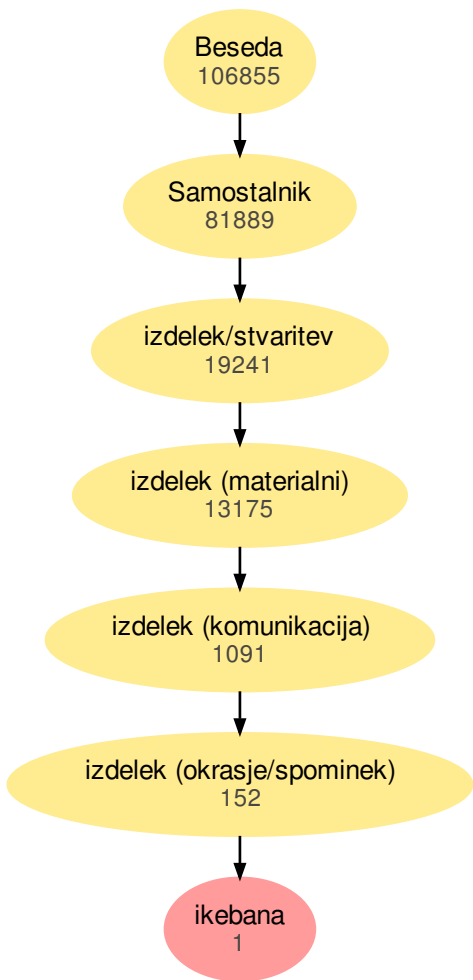 Beseda
106855
Samostalnik
81889
izdelek/stvaritev
19241
izdelek (materialni)
13175
izdelek (komunikacija)
1091
izdelek (okrasje/spominek)
152
ikebana
1